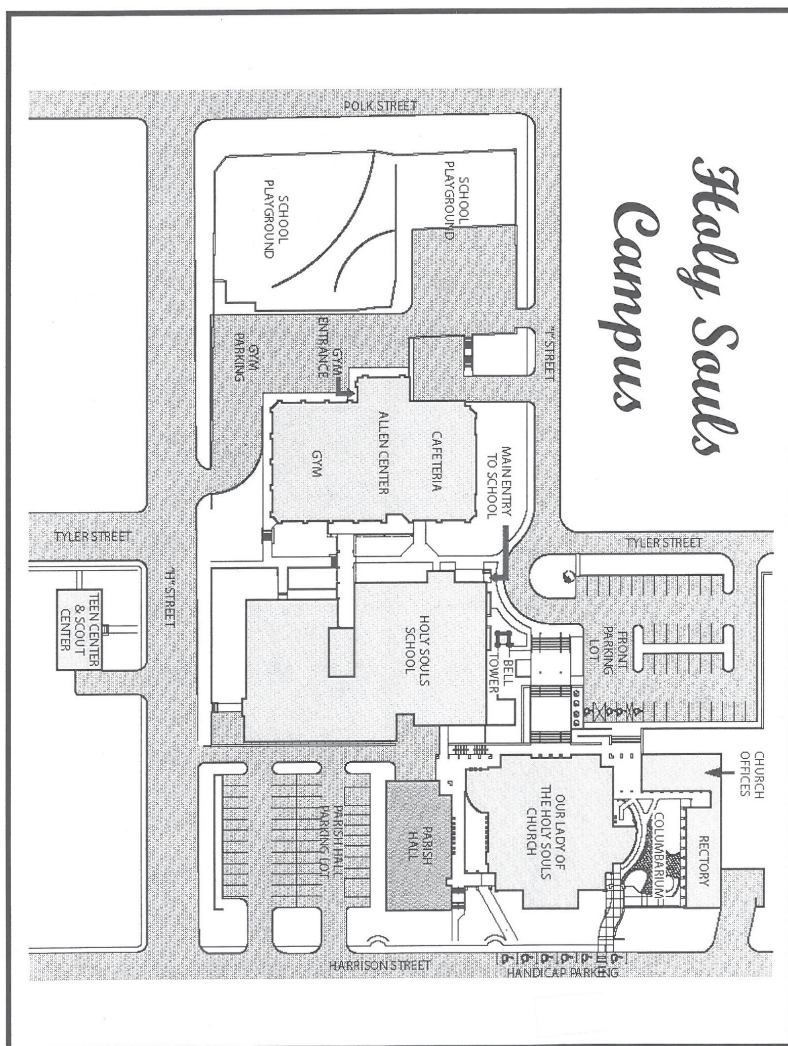 Holy Souls
Campus
POLK STREET
SCHOOL
PLAYGROUND
SCHOOL
PLAYGROUND
"I" STREET
GYM
ENTRANCE
GYM
PARKING
CAFETERIA
ALLEN CENTER
GYM
MAIN ENTRY
TO SCHOOL
TYLER STREET
TYLER STREET
"H" STREET
TEEN CENTER
& SCOUT
CENTER
HOLY SOULS
SCHOOL
BELL
TOWER
FRONT
PARKING
LOT
CHURCH
OFFICES
RECTORY
COLUMBARIUM
OUR LADY OF
THE HOLY SOULS
CHURCH
PARISH
HALL
PARISH HALL
PARKING LOT
HARRISON STREET
HANDICAP PARKING